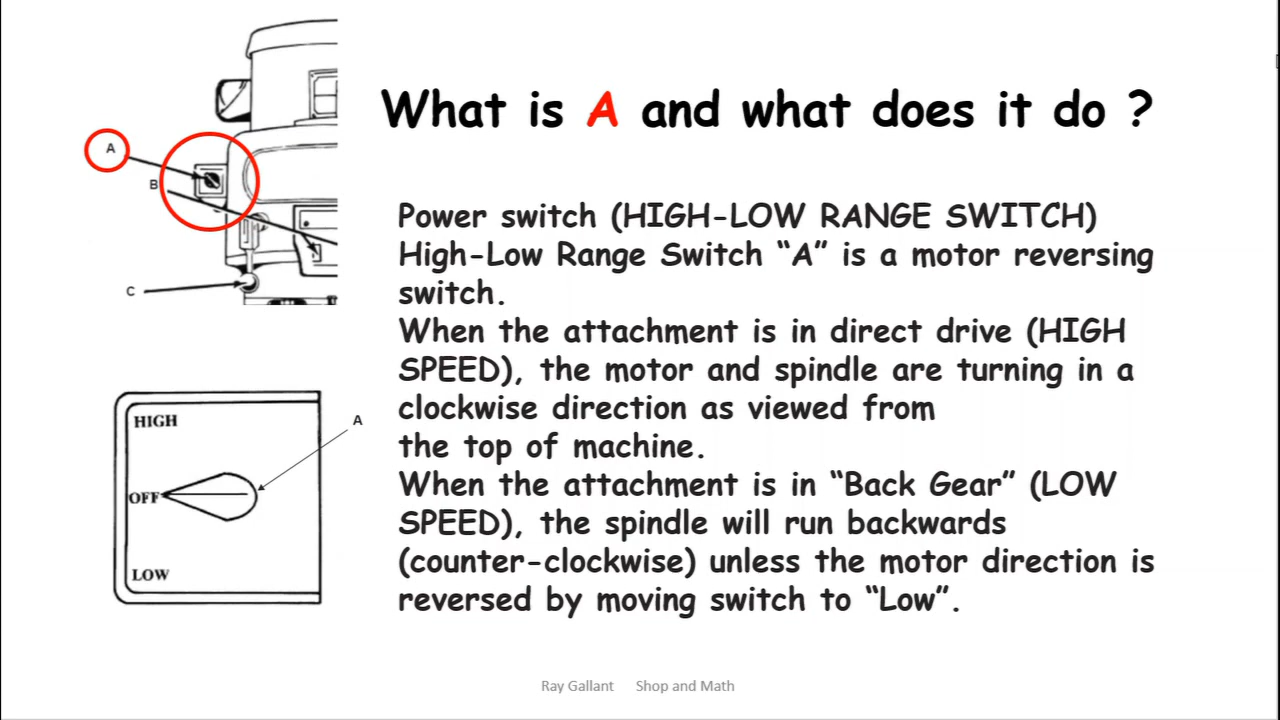 What is A and what does it do ?
A
B
C
Power switch (HIGH-LOW RANGE SWITCH)
High-Low Range Switch “A” is a motor reversing
switch.
When the attachment is in direct drive (HIGH
SPEED), the motor and spindle are turning in a
clockwise direction as viewed from
the top of machine.
When the attachment is in “Back Gear” (LOW
SPEED), the spindle will run backwards
(counter-clockwise) unless the motor direction is
reversed by moving switch to “Low”.
HIGH
A
OFF
LOW
Ray Gallant Shop and Math